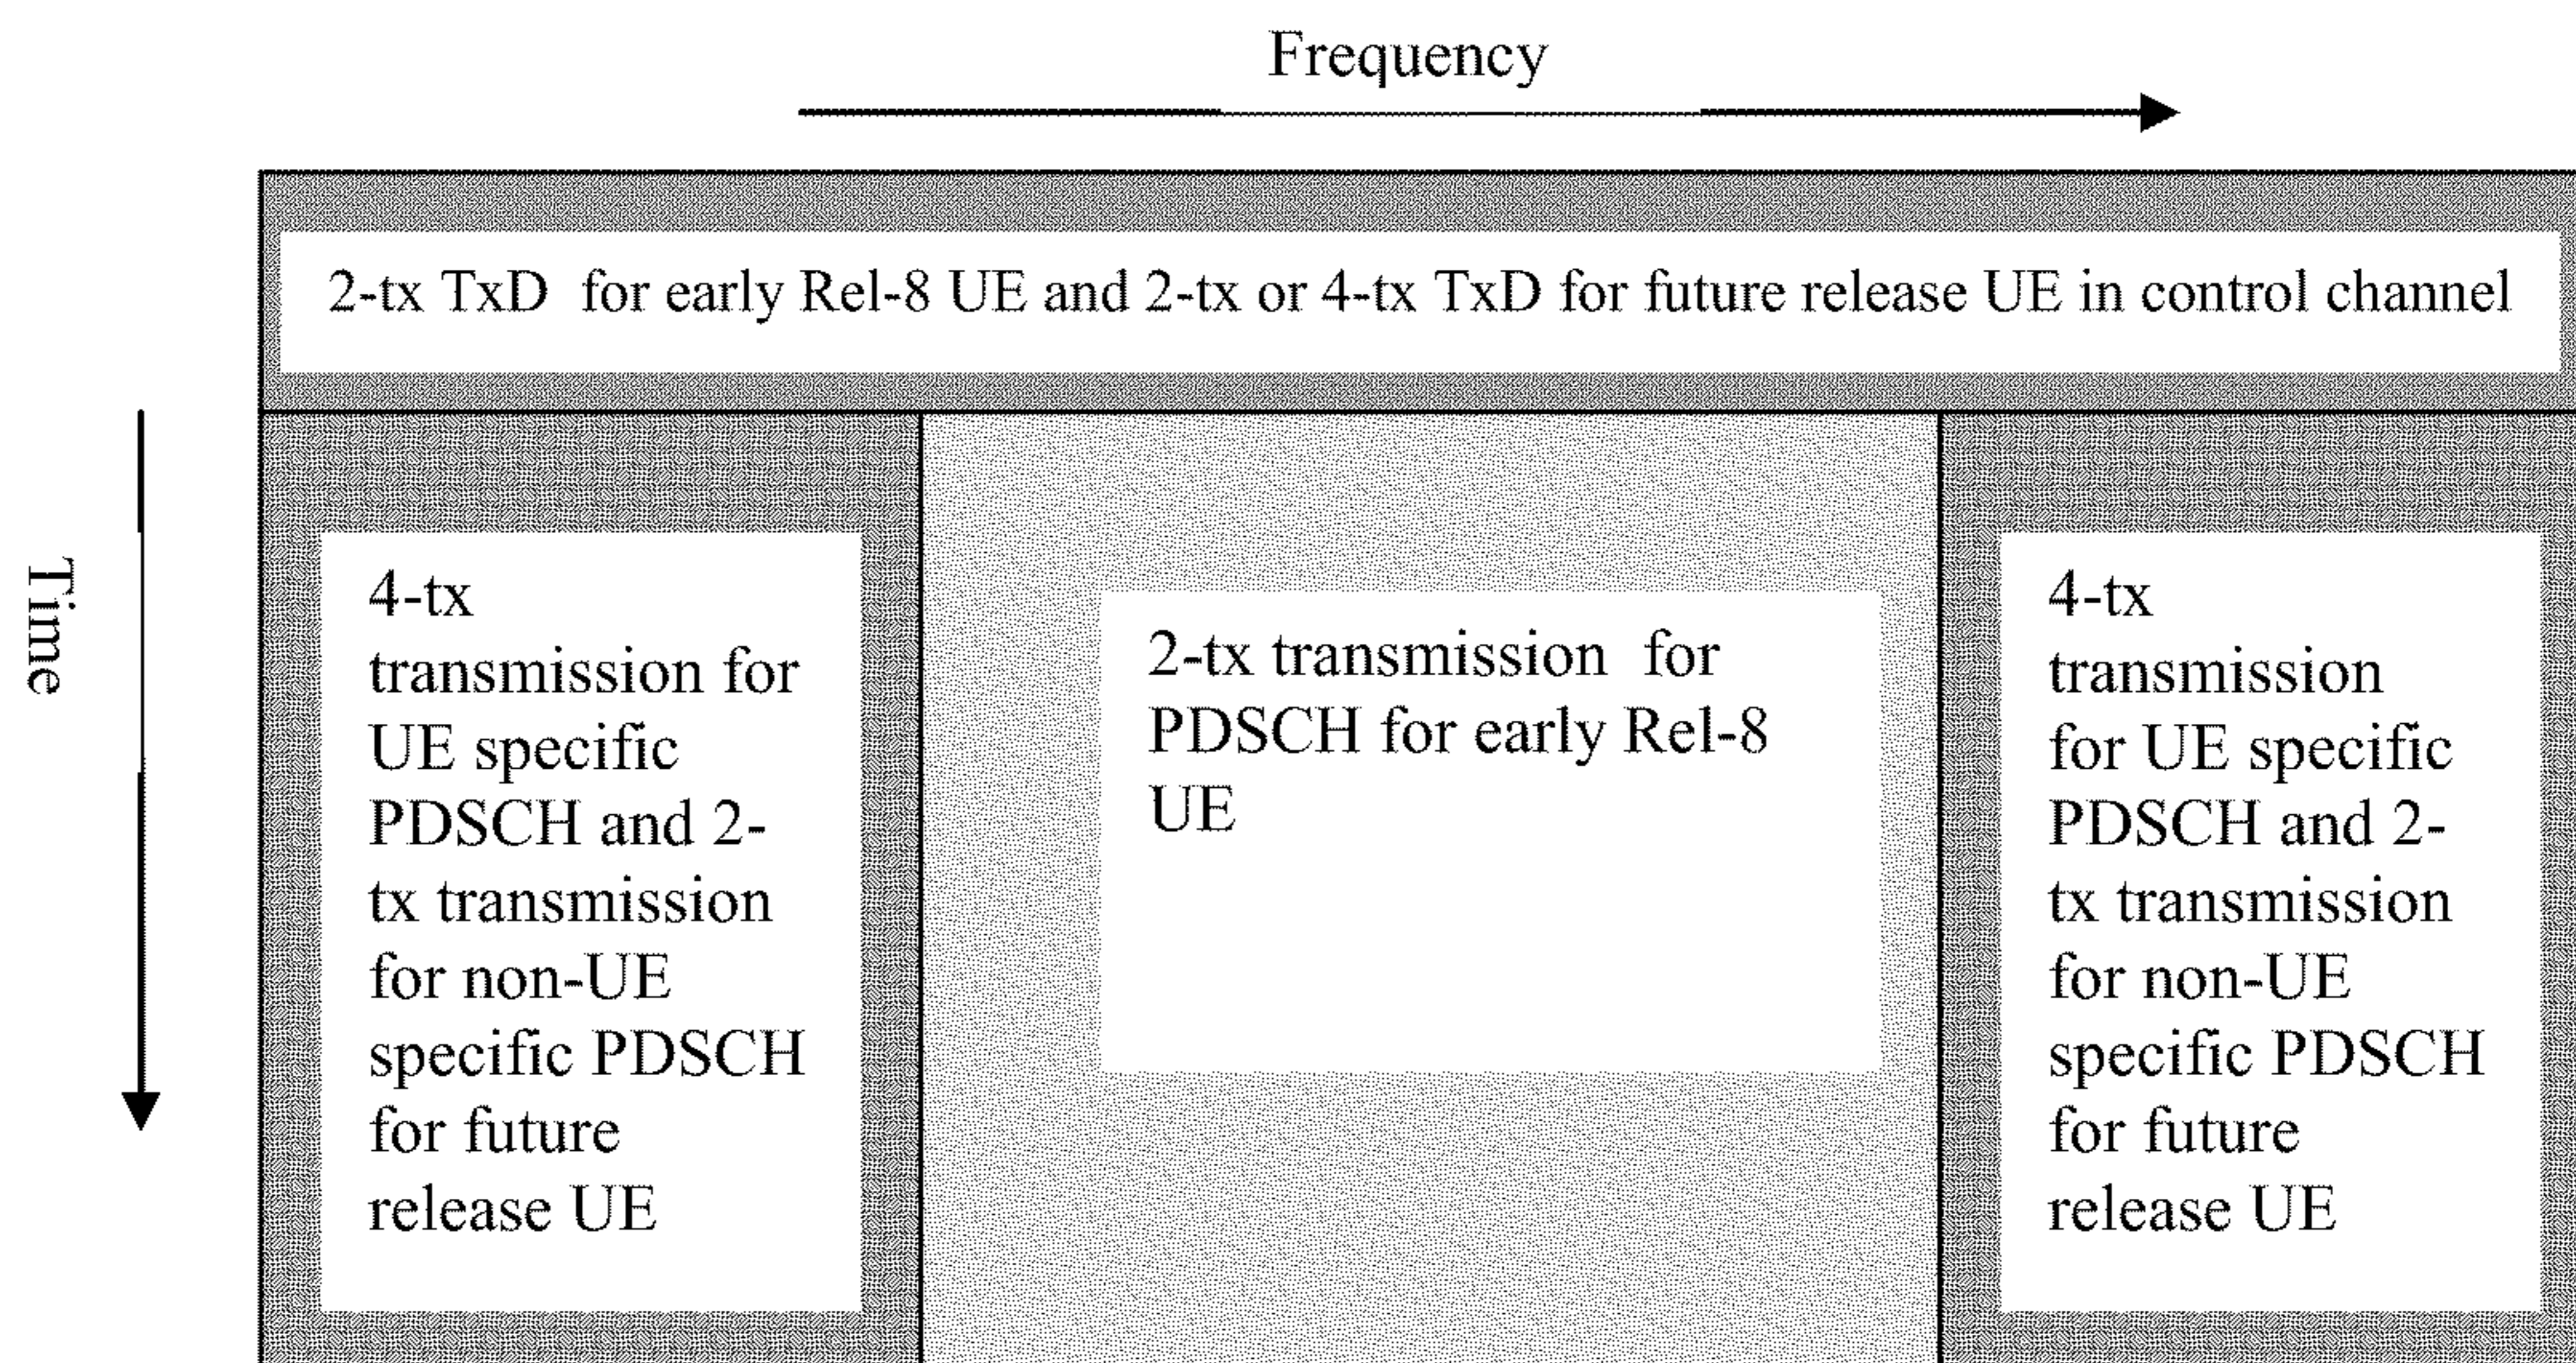 Frequency
2-tx TxD for early Rel-8 UE and 2-tx or 4-tx TxD for future release UE in control channel
Time
4-tx
transmission for
UE specific
PDSCH and 2-
tx transmission
for non-UE
specific PDSCH
for future
release UE
2-tx transmission for
PDSCH for early Rel-8
UE
4-tx
transmission
for UE specific
PDSCH and 2-
tx transmission
for non-UE
specific PDSCH
for future
release UE